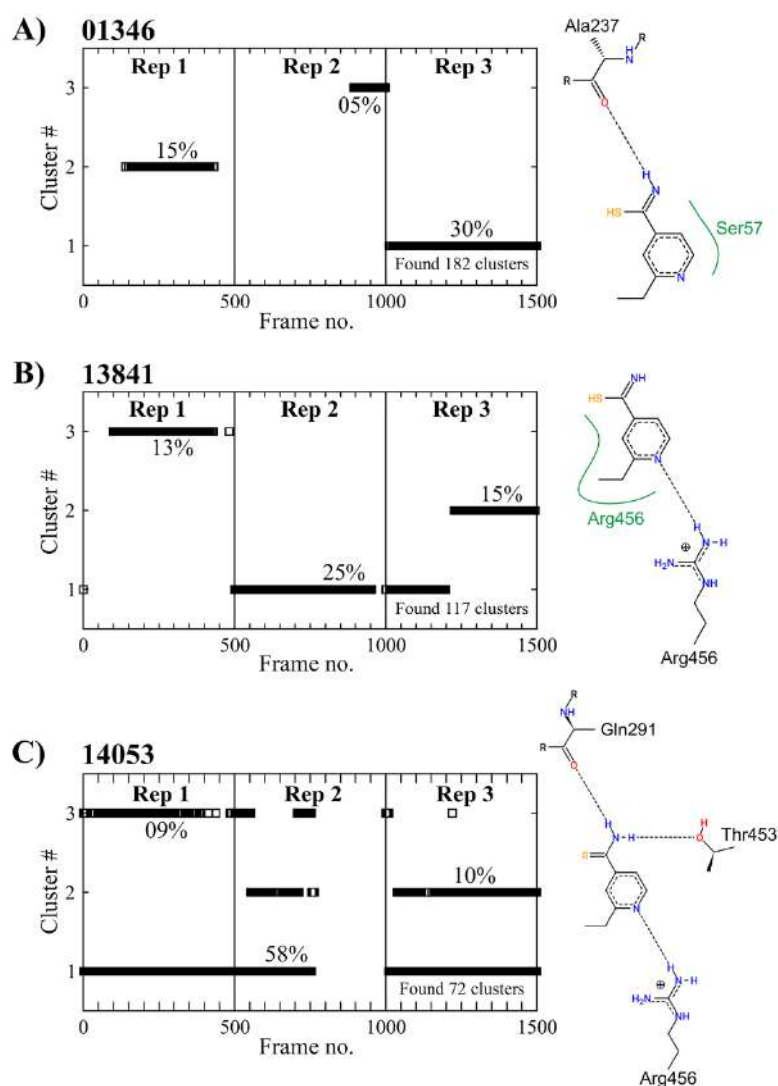 A) 01346
Rep 1 Rep 2 Rep 3
3
2
1
05%
15%
30%
Found 182 clusters
Cluster #
0 500 1000 1500
Frame no.
Ala237
R
H
N
R
O
H
N
HS
Ser57
N
B) 13841
Rep 1 Rep 2 Rep 3
3
2
1
13%
15%
25%
Found 117 clusters
Cluster #
0 500 1000 1500
Frame no.
NH
HS
N
Arg456
H
N-H
⊕
H₂N
NH
Arg456
C) 14053
Rep 1 Rep 2 Rep 3
3
2
1
09%
10%
58%
Found 72 clusters
Cluster #
0 500 1000 1500
Frame no.
R
NH
Gln291
R
O
H
N-H
H
O
Thr453
S
N
H
N-H
⊕
H₂N
NH
Arg456